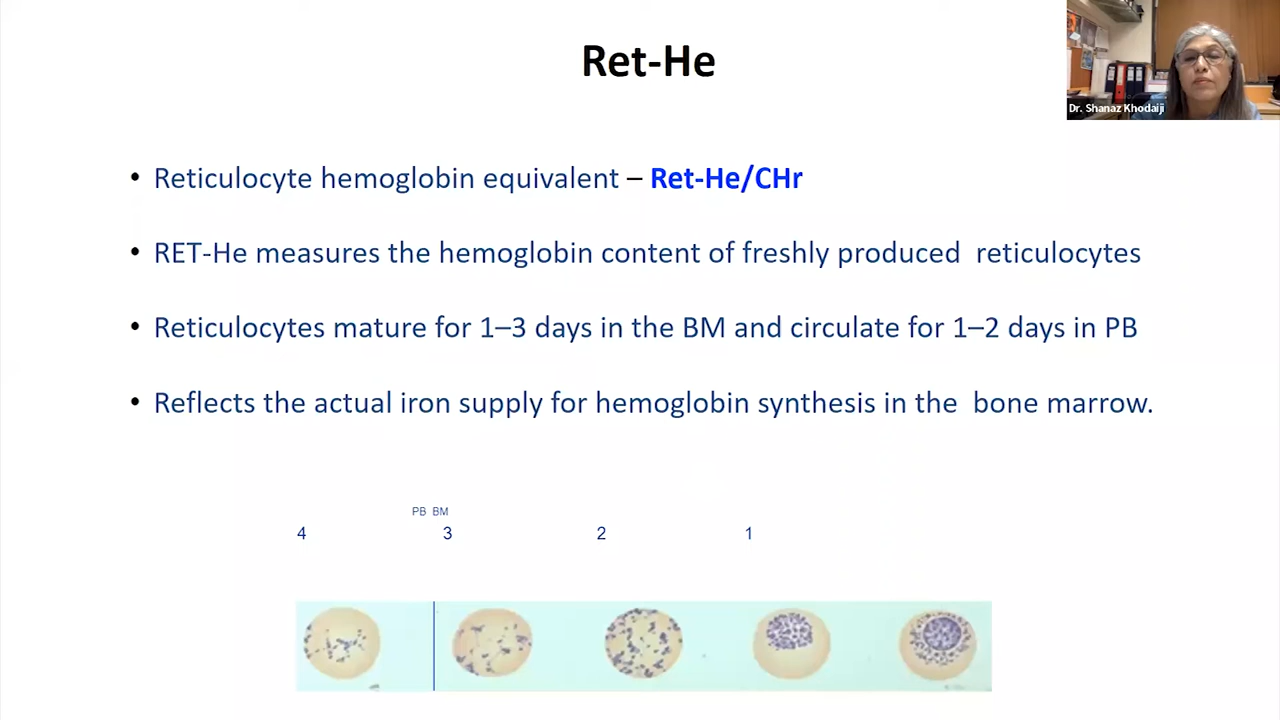 Ret-He
Dr. Shanaz Khodaiji
• Reticulocyte hemoglobin equivalent – Ret-He/CHr
• RET-He measures the hemoglobin content of freshly produced reticulocytes
• Reticulocytes mature for 1–3 days in the BM and circulate for 1–2 days in PB
• Reflects the actual iron supply for hemoglobin synthesis in the bone marrow.
PB BM
4 3 2 1